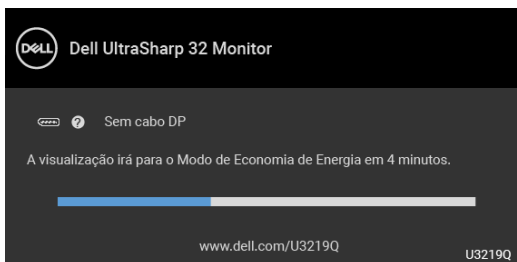 DELL
Dell UltraSharp 32 Monitor
Sem cabo DP
A visualização irá para o Modo de Economia de Energia em 4 minutos.
www.dell.com/U3219Q
U3219Q